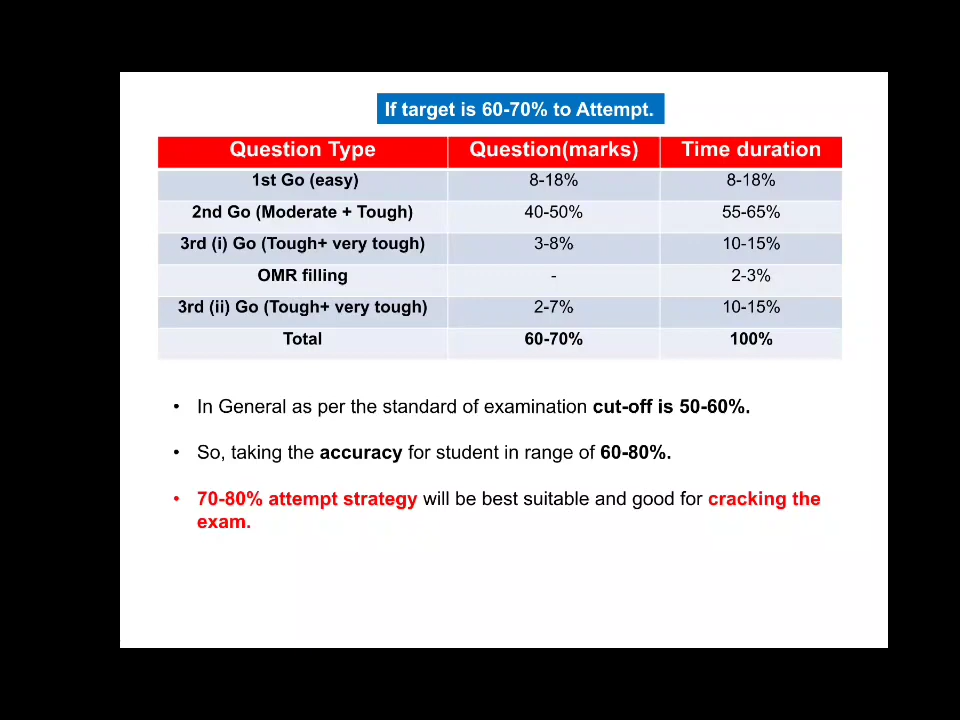 If target is 60-70% to Attempt.
Question Type Question(marks) Time duration
1st Go (easy) 8-18% 8-18%
2nd Go (Moderate + Tough) 40-50% 55-65%
3rd (i) Go (Tough+ very tough) 3-8% 10-15%
OMR filling - 2-3%
3rd (ii) Go (Tough+ very tough) 2-7% 10-15%
Total 60-70% 100%
• In General as per the standard of examination cut-off is 50-60%.
• So, taking the accuracy for student in range of 60-80%.
• 70-80% attempt strategy will be best suitable and good for cracking the
exam.